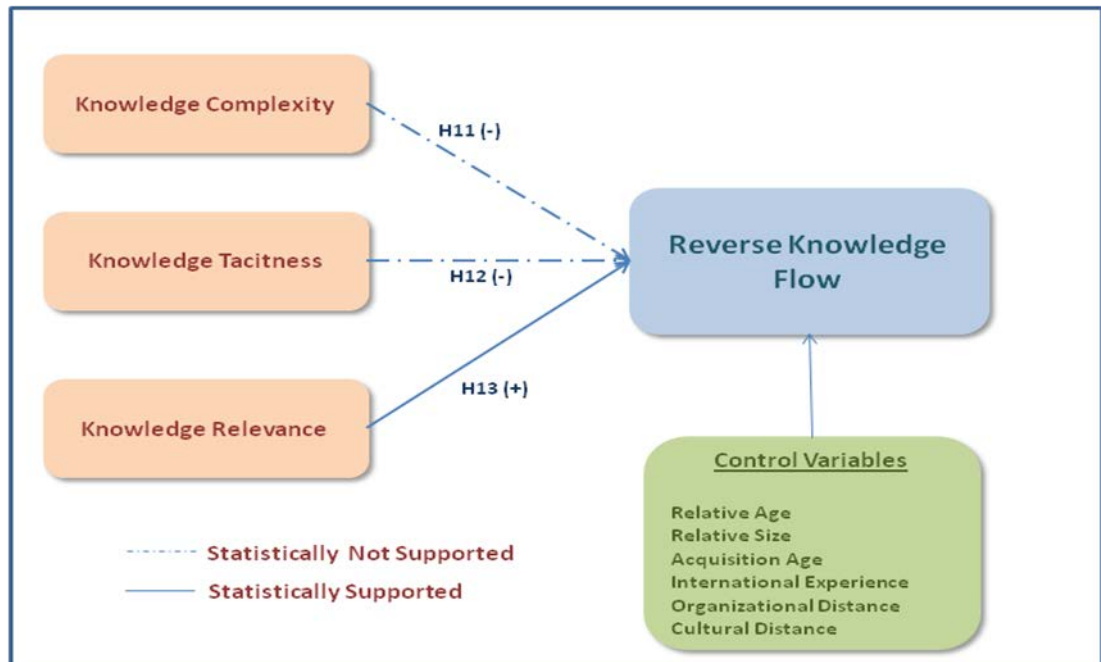 Knowledge Complexity
H11 (-)
Knowledge Tacitness
H12 (-)
Reverse Knowledge
Flow
Knowledge Relevance
H13 (+)
Control Variables
Relative Age
Relative Size
Acquisition Age
International Experience
Organizational Distance
Cultural Distance
Statistically Not Supported
Statistically Supported